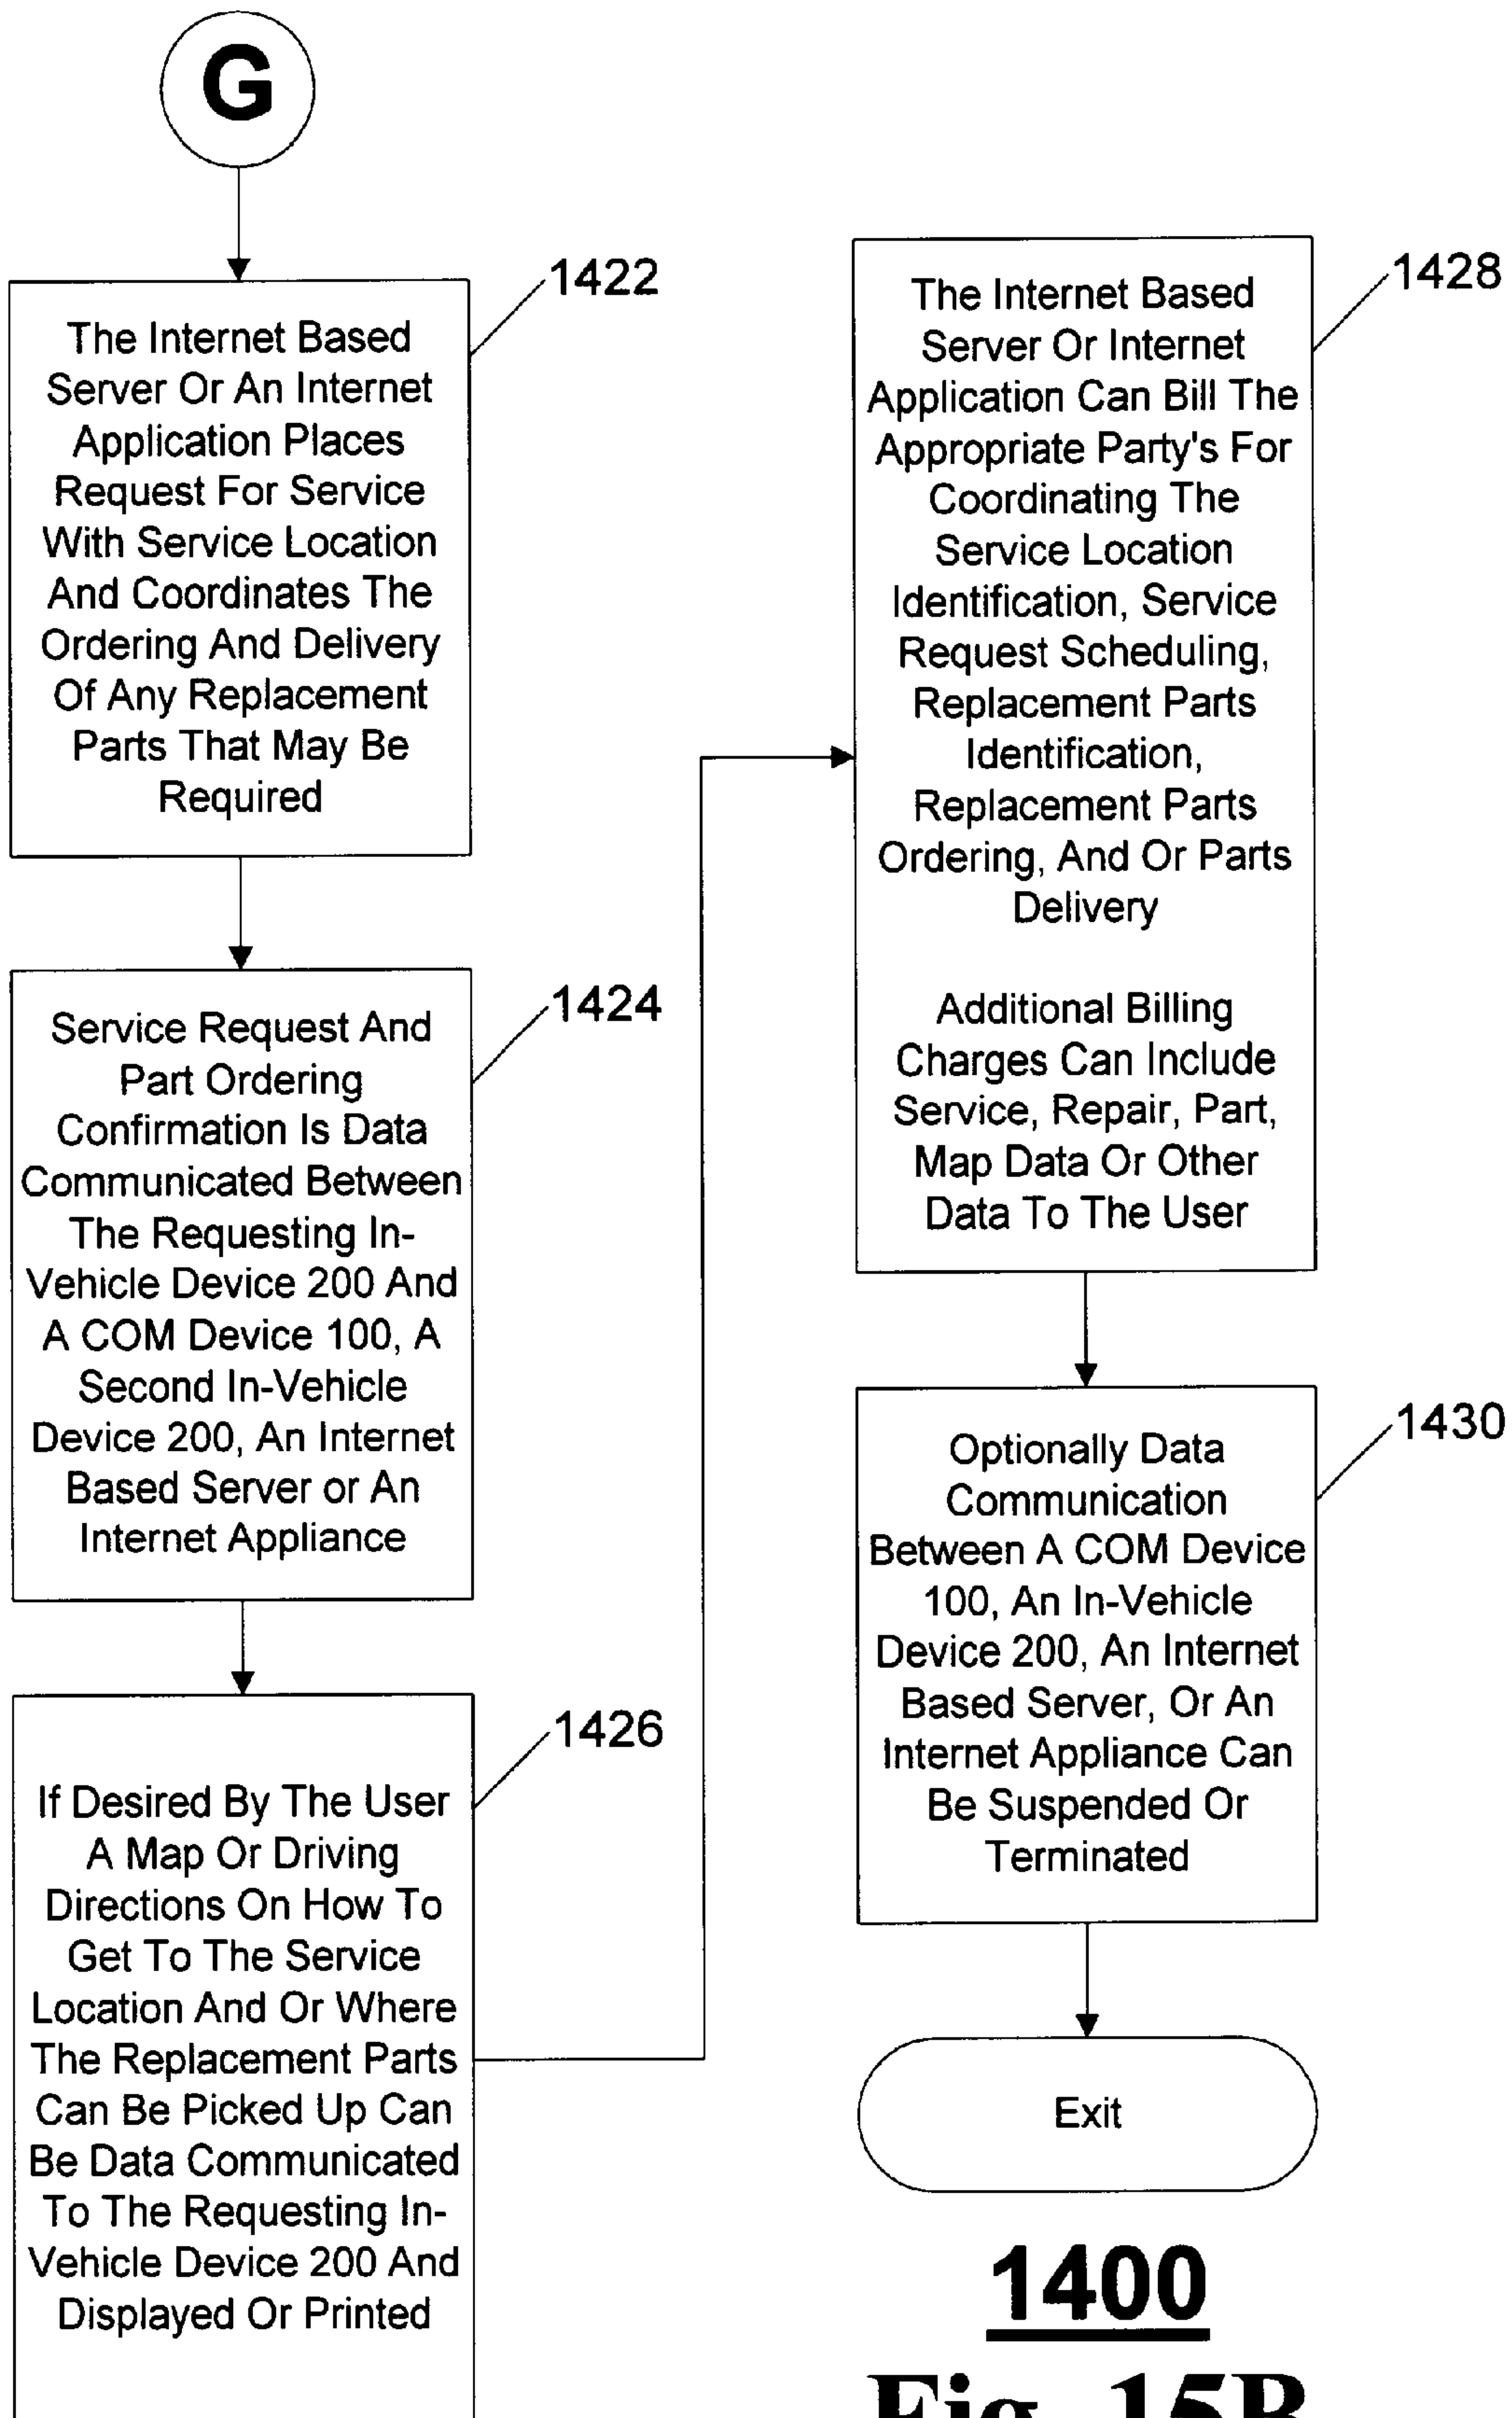 G
1422
The Internet Based
Server Or An Internet
Application Places
Request For Service
With Service Location
And Coordinates The
Ordering And Delivery
Of Any Replacement
Parts That May Be
Required
1424
Service Request And
Part Ordering
Confirmation Is Data
Communicated Between
The Requesting In-
Vehicle Device 200 And
A COM Device 100, A
Second In-Vehicle
Device 200, An Internet
Based Server or An
Internet Appliance
1426
If Desired By The User
A Map Or Driving
Directions On How To
Get To The Service
Location And Or Where
The Replacement Parts
Can Be Picked Up Can
Be Data Communicated
To The Requesting In-
Vehicle Device 200 And
Displayed Or Printed
1428
The Internet Based
Server Or Internet
Application Can Bill The
Appropriate Party's For
Coordinating The
Service Location
Identification, Service
Request Scheduling,
Replacement Parts
Identification,
Replacement Parts
Ordering, And Or Parts
Delivery
Additional Billing
Charges Can Include
Service, Repair, Part,
Map Data Or Other
Data To The User
1430
Optionally Data
Communication
Between A COM Device
100, An In-Vehicle
Device 200, An Internet
Based Server, Or An
Internet Appliance Can
Be Suspended Or
Terminated
Exit
1400
Fig. 15B